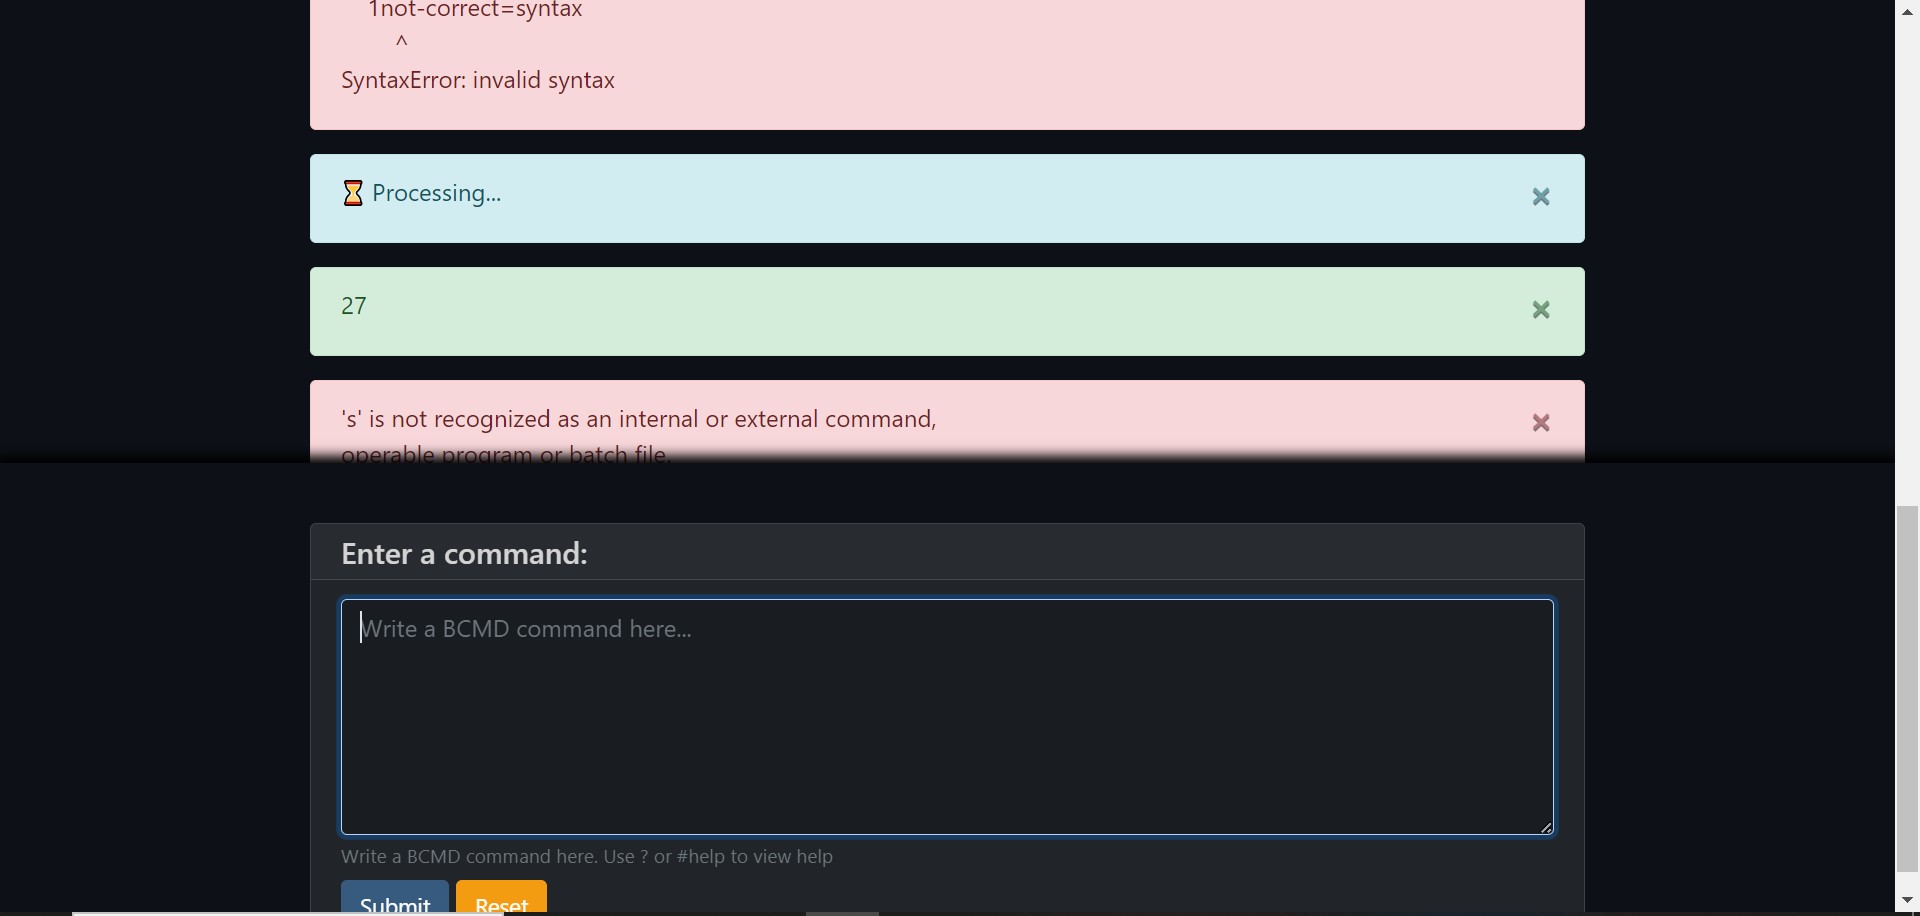 1not-correct=syntax
^
SyntaxError: invalid syntax
⏳ Processing...
27
's' is not recognized as an internal or external command,
operable program or batch file.
Enter a command:
Write a BCMD command here...
Write a BCMD command here. Use ? or #help to view help
Submit Reset